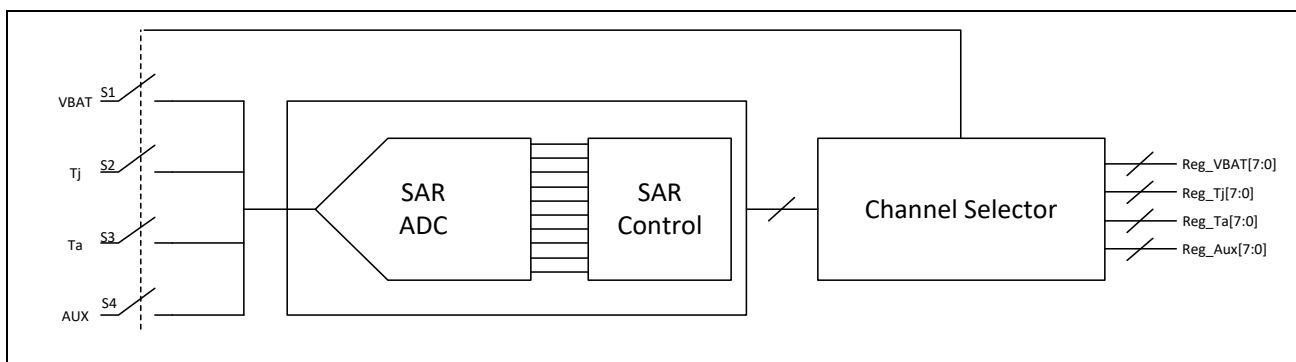 S1
VBAT
S2
Tj
S3
Ta
S4
AUX
SAR
ADC
SAR
Control
Channel Selector
Reg_VBAT[7:0]
Reg_Tj[7:0]
Reg_Ta[7:0]
Reg_Aux[7:0]